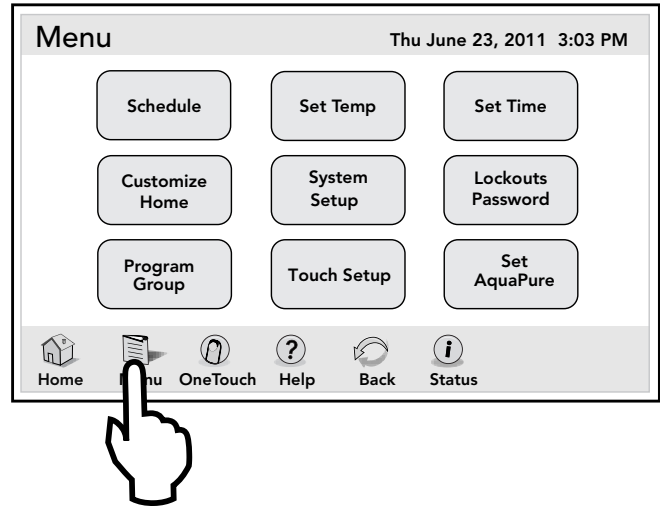 Menu
Thu June 23, 2011 3:03 PM
Schedule
Set Temp
Set Time
Customize
Home
System
Setup
Lockouts
Password
Program
Group
Touch Setup
Set
AquaPure
?
i
Home
OneTouch
Help
Back
Status